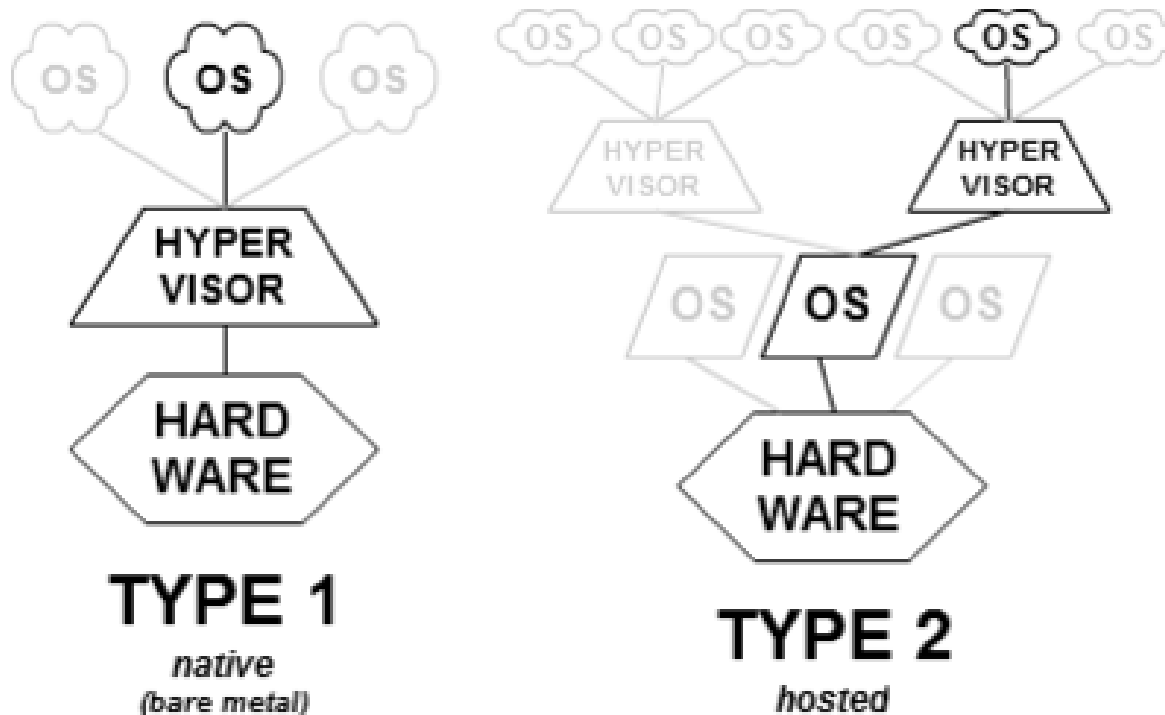 OS OS OS
HYPER
VISOR
HARD
WARE
TYPE 1
native
(bare metal)
OS OS OS OS OS OS
HYPER
VISOR
HYPER
VISOR
OS OS OS
HARD
WARE
TYPE 2
hosted